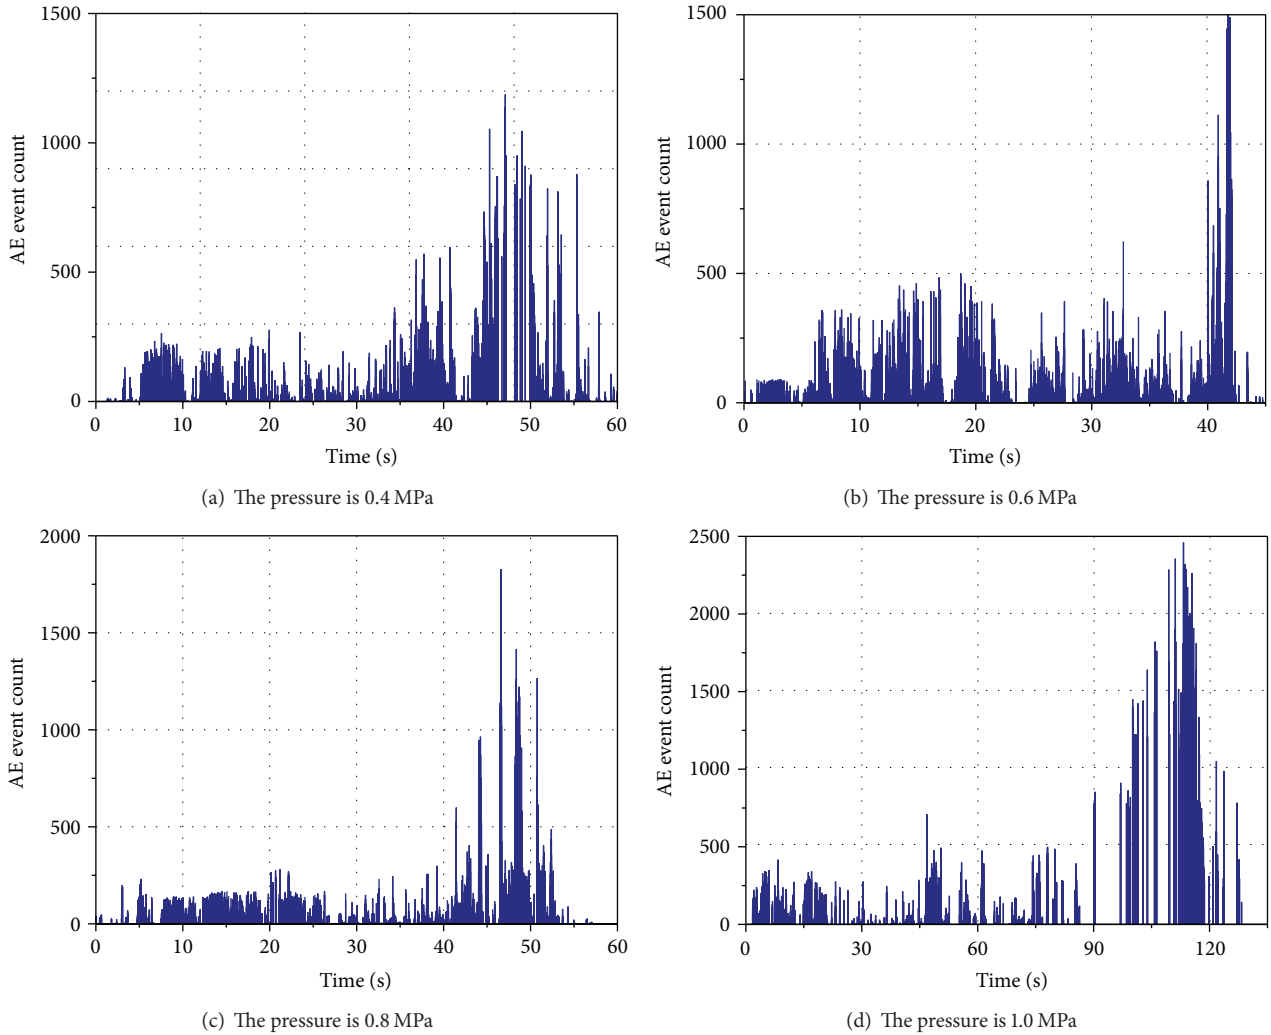 1500
1000
500
0
AE event count
0 10 20 30 40 50 60
Time (s)
(a) The pressure is 0.4 MPa
1500
1000
500
0
AE event count
0 10 20 30 40
Time (s)
(b) The pressure is 0.6 MPa
2000
1500
1000
500
0
AE event count
0 10 20 30 40 50 60
Time (s)
(c) The pressure is 0.8 MPa
2500
2000
1500
1000
500
0
AE event count
0 30 60 90 120
Time (s)
(d) The pressure is 1.0 MPa